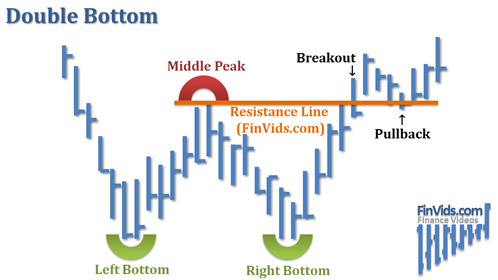 Double Bottom
Middle Peak
Breakout
↓
Resistance Line
(FinVids.com)
↑
Pullback
FinVids.com
Finance Videos
Left Bottom
Right Bottom